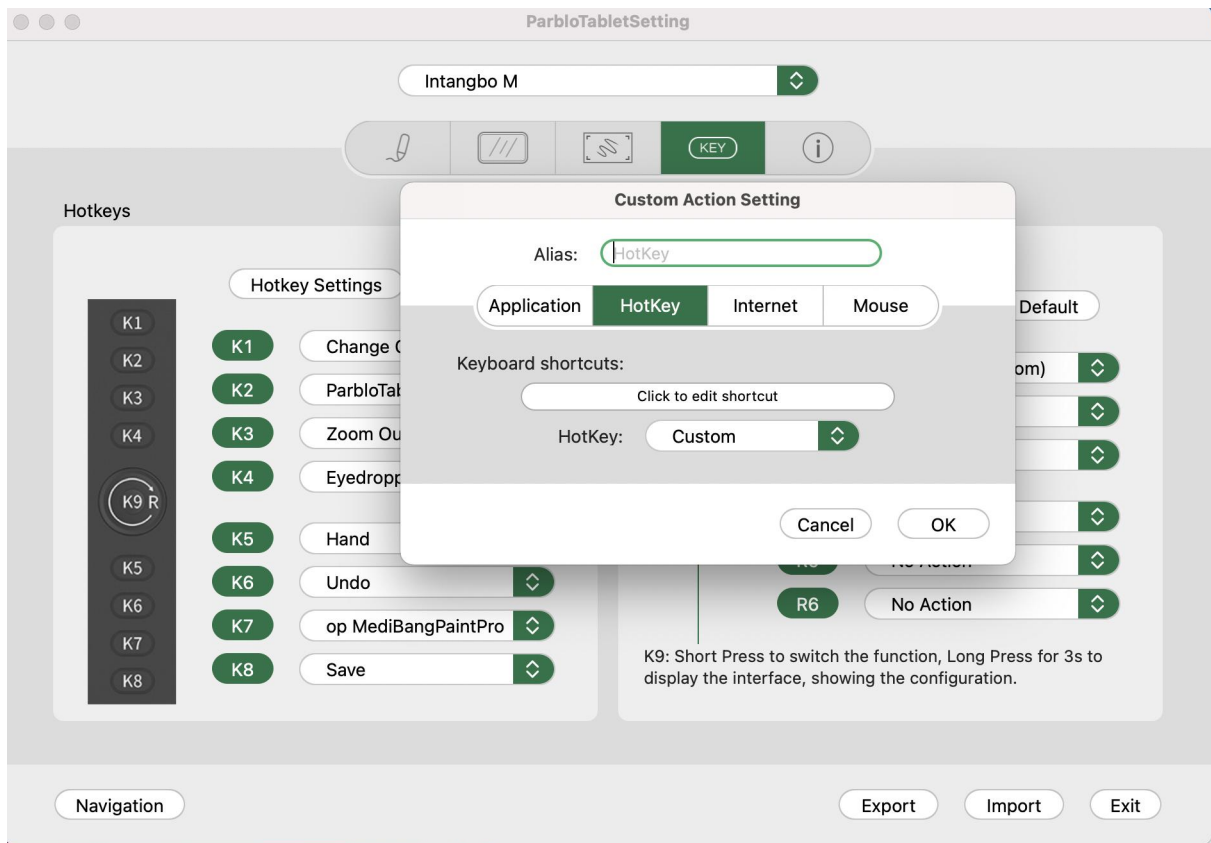 ParbloTabletSetting
Intangbo M
KEY
Custom Action Setting
Hotkeys
Alias: HotKey
Hotkey Settings
Application HotKey Internet Mouse
Default
Keyboard shortcuts:
Click to edit shortcut
HotKey: Custom
Cancel OK
K1
K2
K3
K4
K9 R
K5
K6
K7
K8
K1 Change
K2
K3 Zoom
K4
K5 Hand
K6 Undo
K7 op MediBangPaintPro
K8 Save
om)
R6 No Action
K9: Short Press to switch the function, Long Press for 3s to
display the interface, showing the configuration.
Navigation Export Import Exit